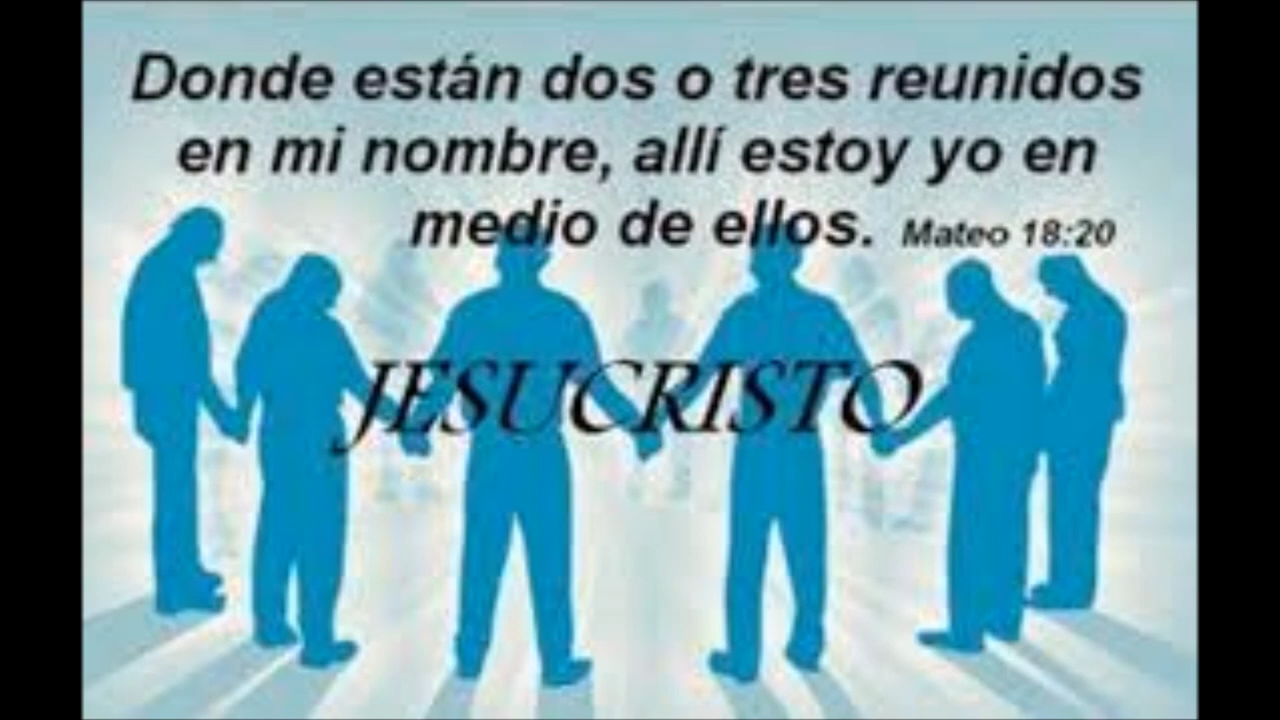 Donde están dos o tres reunidos
en mi nombre, allí estoy yo en
medio de ellos. Mateo 18:20
JESUCRISTO